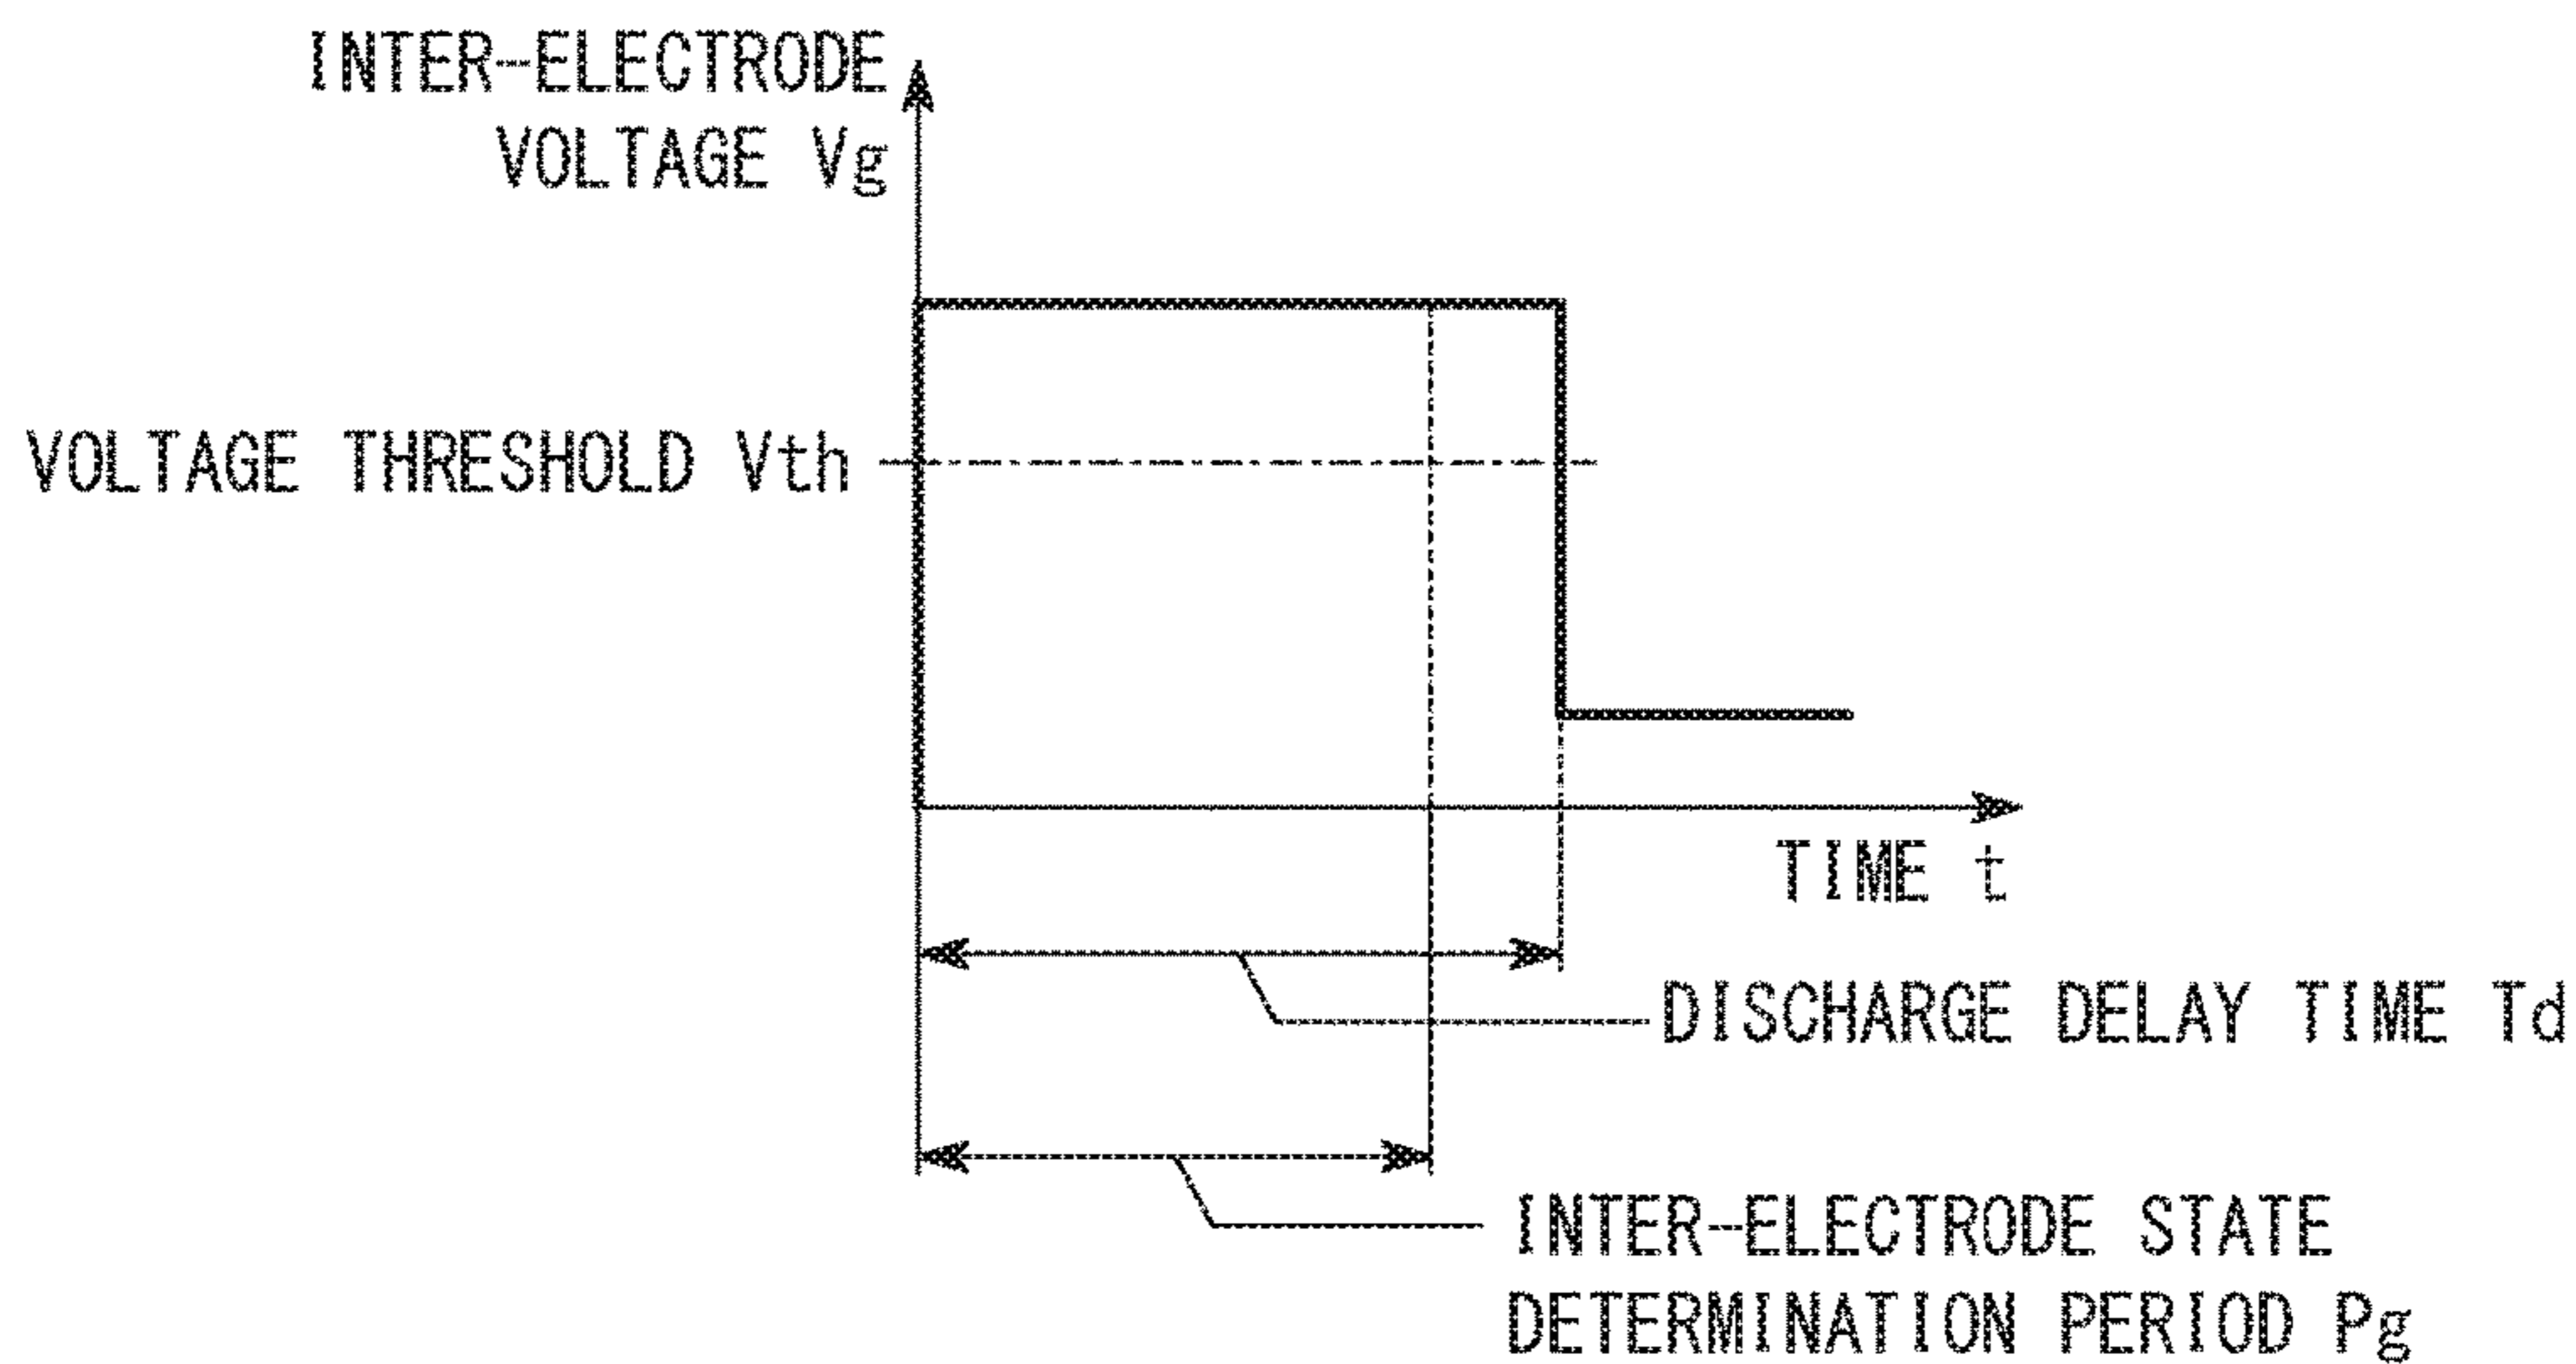 INTER-ELECTRODE
VOLTAGE Vg
VOLTAGE THRESHOLD Vth
TIME t
DISCHARGE DELAY TIME Td
INTER-ELECTRODE STATE
DETERMINATION PERIOD Pg